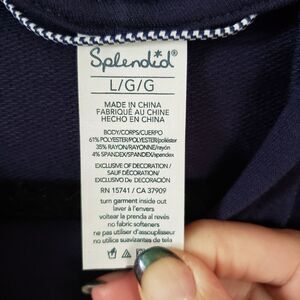 Splendid®
L/G/G
MADE IN CHINA
FABRIQUÉ AU CHINE
HECHO EN CHINA
BODY/CORPS/CUERPO
61% POLYESTER/POLYESTER/poliéster
35% RAYON/RAYONNE/rayón
4% SPANDEX/SPANDEX/spandex
EXCLUSIVE OF DECORATION /
SAUF DÉCORATION/
EXCLUSIVO De DECORACIÓN
RN 15741 / CA 37909
turn garment inside out
laver à l'envers
voltear la prenda al revés
no fabric softeners
ne pas utiliser d'assouplisseur
no utilice suavizantes de tela